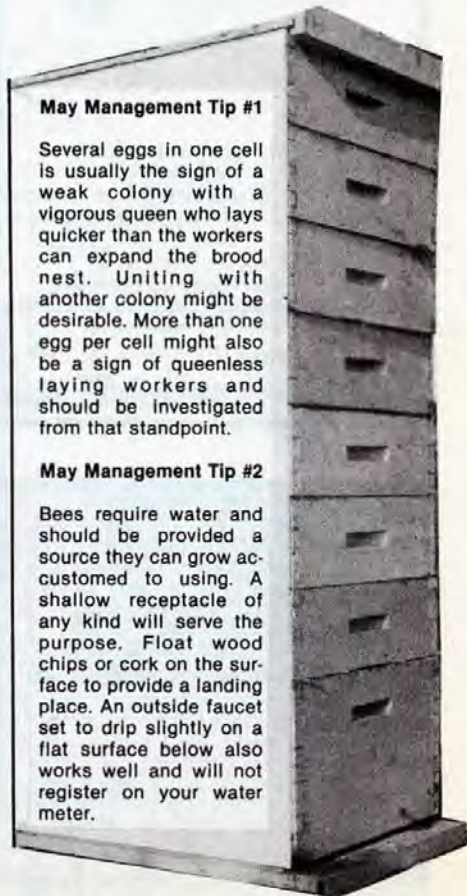 May Management Tip #1
Several eggs in one cell
is usually the sign of a
weak colony with a
vigorous queen who lays
quicker than the workers
can expand the brood
nest. Uniting with
another colony might be
desirable. More than one
egg per cell might also
be a sign of queenless
laying workers and
should be investigated
from that standpoint.
May Management Tip #2
Bees require water and
should be provided a
source they can grow ac-
customed to using. A
shallow receptacle of
any kind will serve the
purpose. Float wood
chips or cork on the sur-
face to provide a landing
place. An outside faucet
set to drip slightly on a
flat surface below also
works well and will not
register on your water
meter.